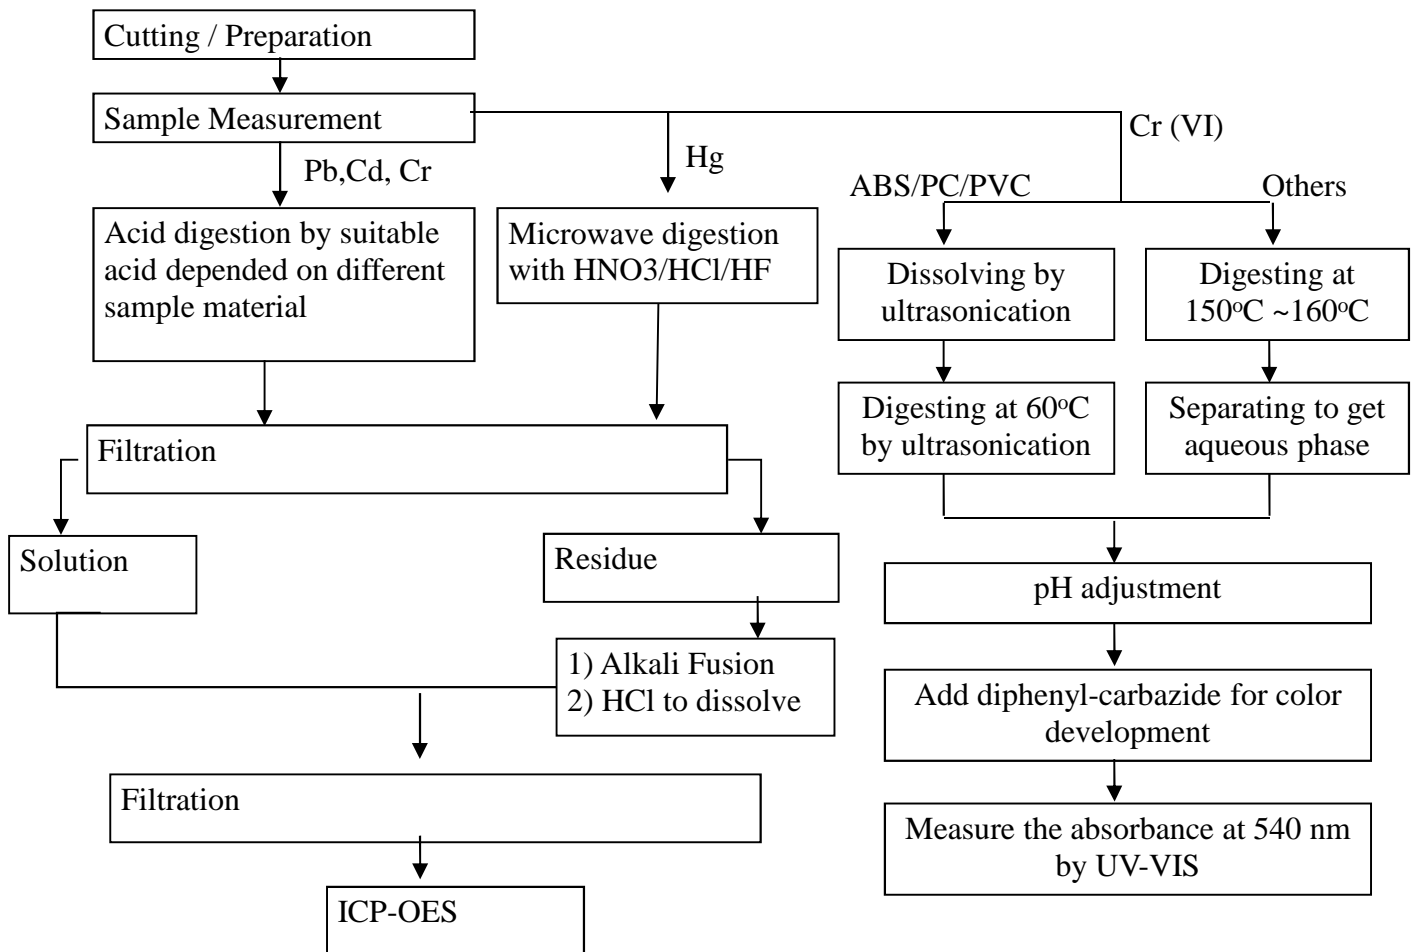 Cutting / Preparation
Sample Measurement
Pb,Cd, Cr
Hg
Cr (VI)
ABS/PC/PVC
Others
Acid digestion by suitable
acid depended on different
sample material
Microwave digestion
with HNO3/HCl/HF
Dissolving by
ultrasonication
Digesting at
150°C ~160°C
Digesting at 60°C
by ultrasonication
Separating to get
aqueous phase
Filtration
Solution
Residue
1) Alkali Fusion
2) HCl to dissolve
pH adjustment
Add diphenyl-carbazide for color
development
Filtration
Measure the absorbance at 540 nm
by UV-VIS
ICP-OES